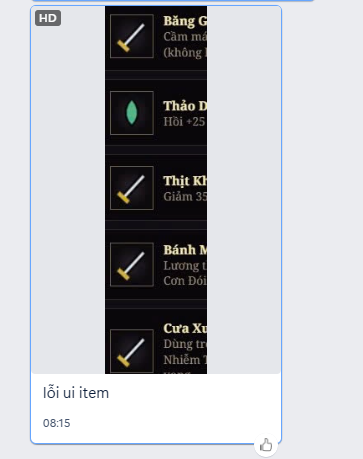 HD
Băng G
Cầm má
(không l
Thảo D
Hồi +25
Thịt Kh
Giảm 35
Bánh M
Lương t
Cơn Đói
Cưa Xu
Dùng trọ
Nhiễm T
lỗi ui item
08:15